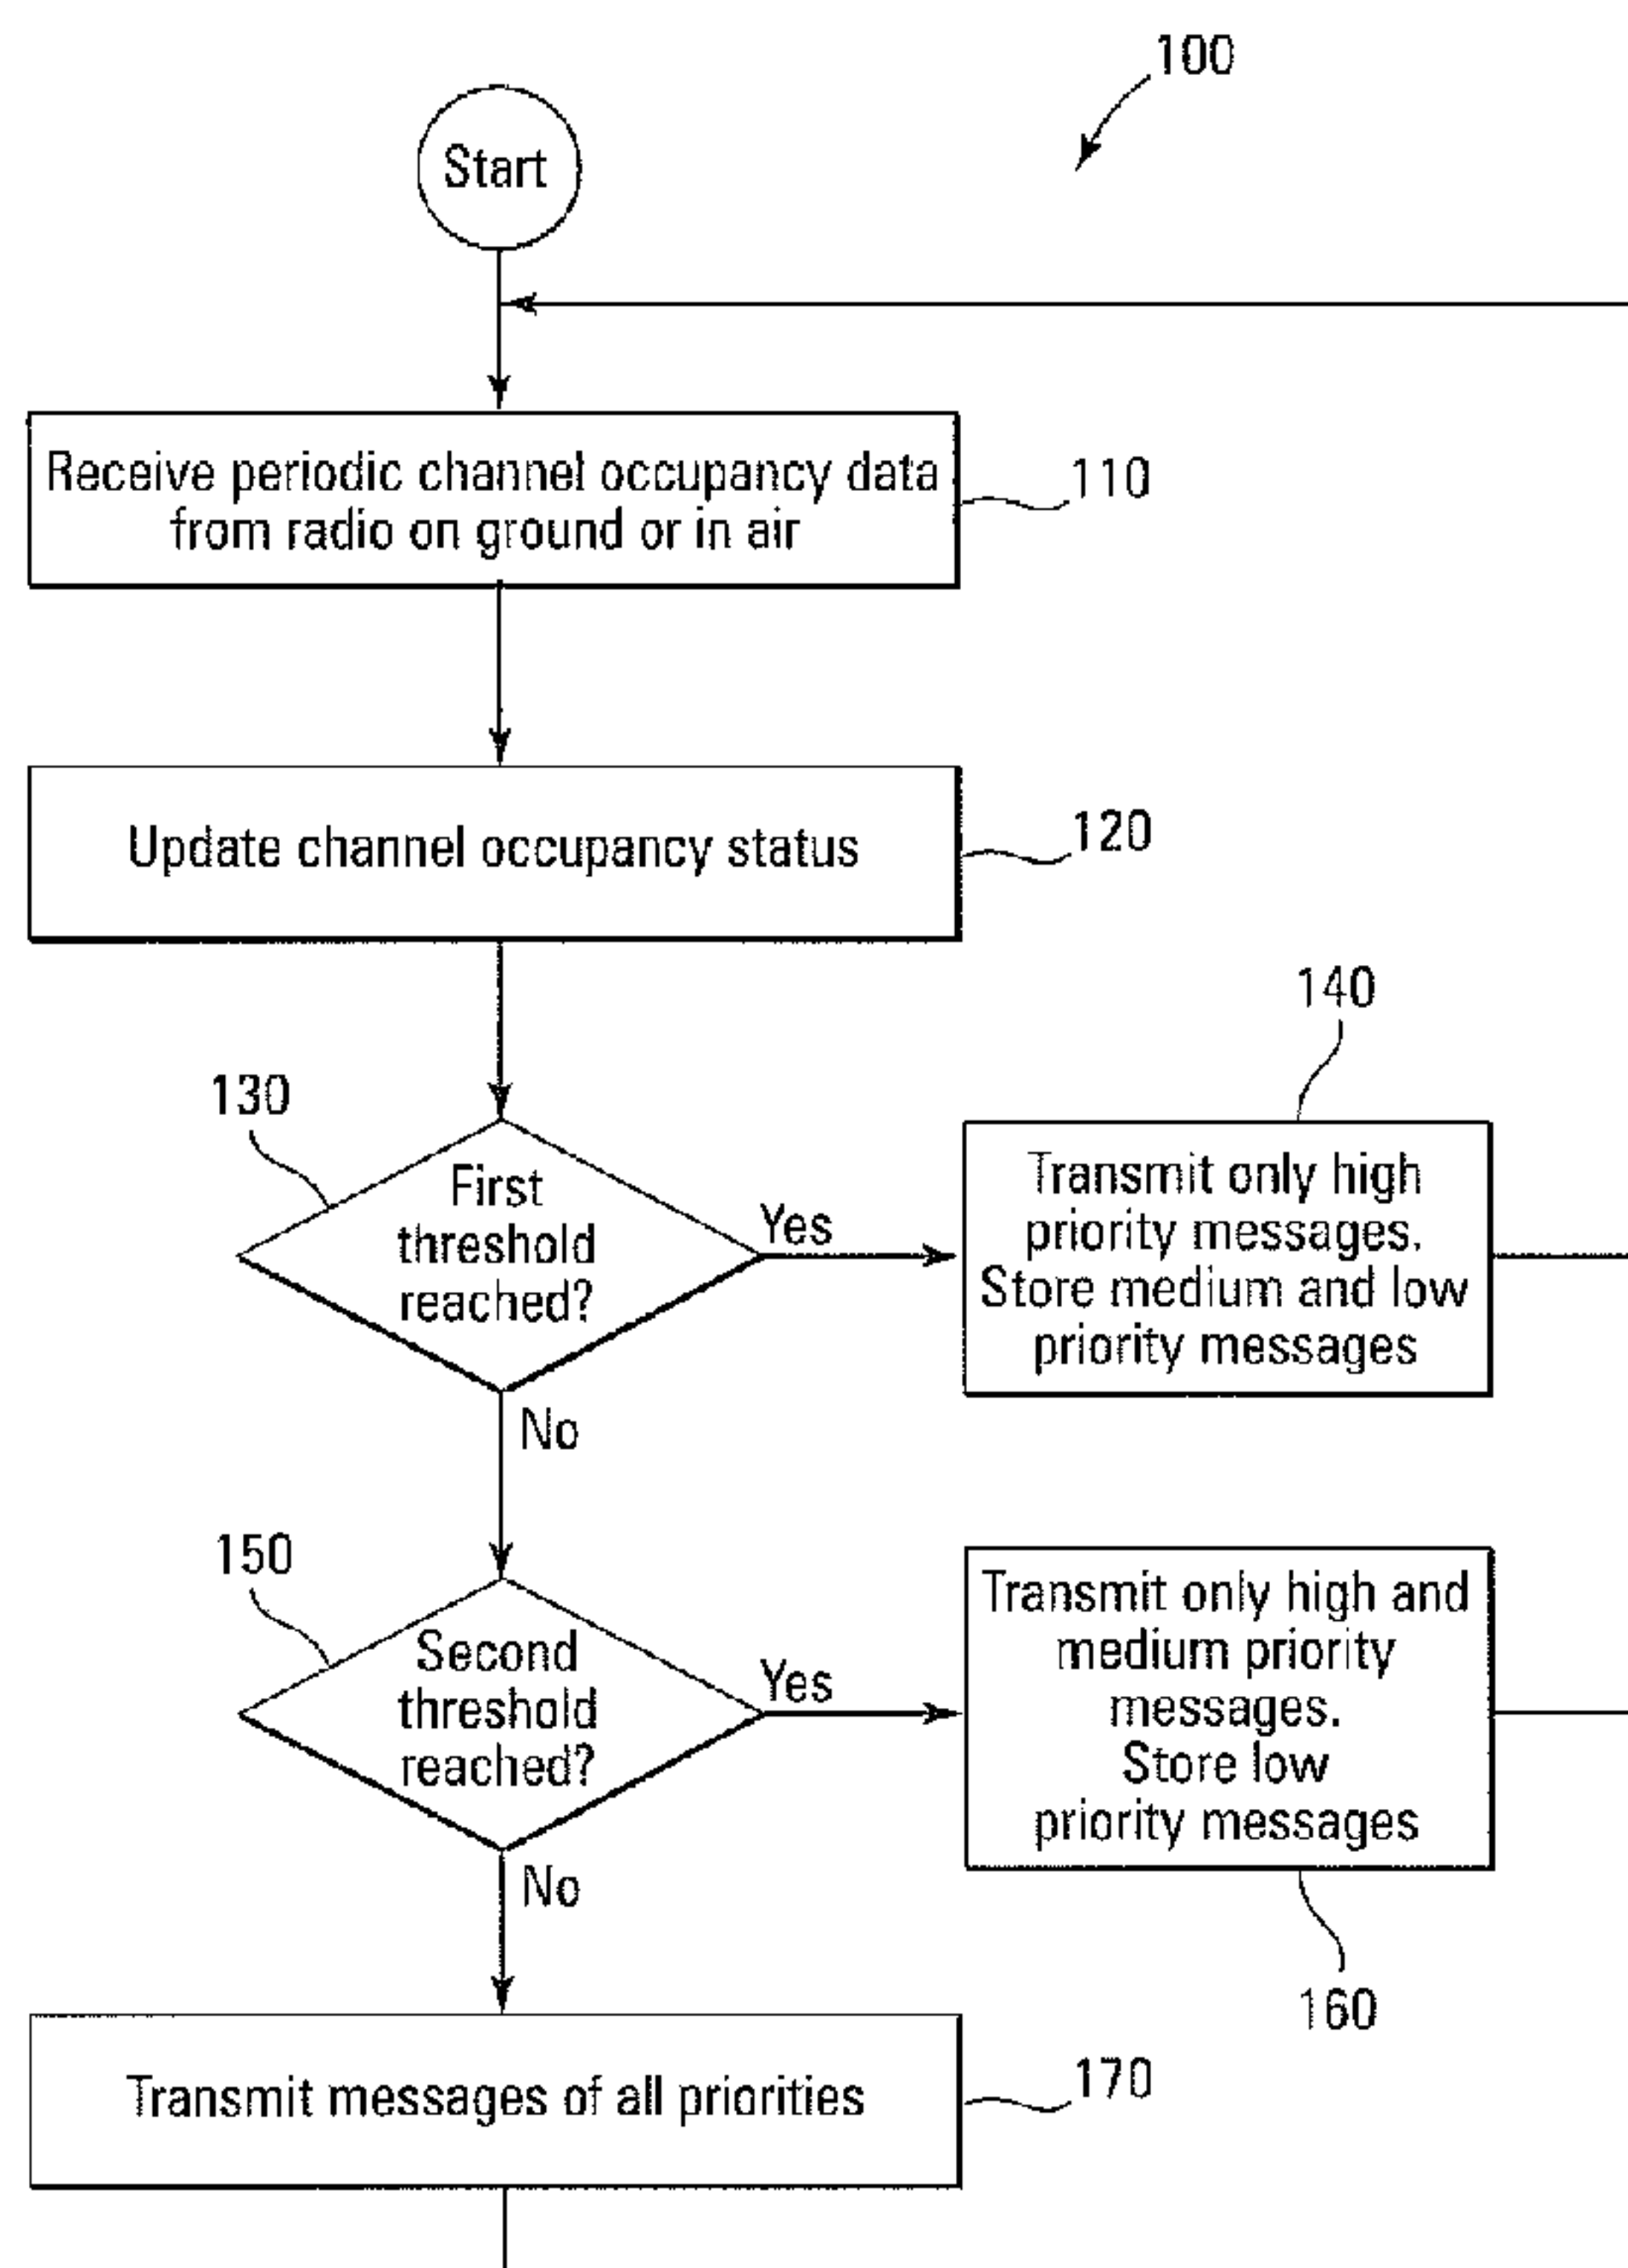 100
Start
Receive periodic channel occupancy data
from radio on ground or in air
110
Update channel occupancy status
120
130
First
threshold
reached?
Yes
No
140
Transmit only high
priority messages.
Store medium and low
priority messages
150
Second
threshold
reached?
Yes
No
Transmit only high and
medium priority
messages.
Store low
priority messages
160
Transmit messages of all priorities
170